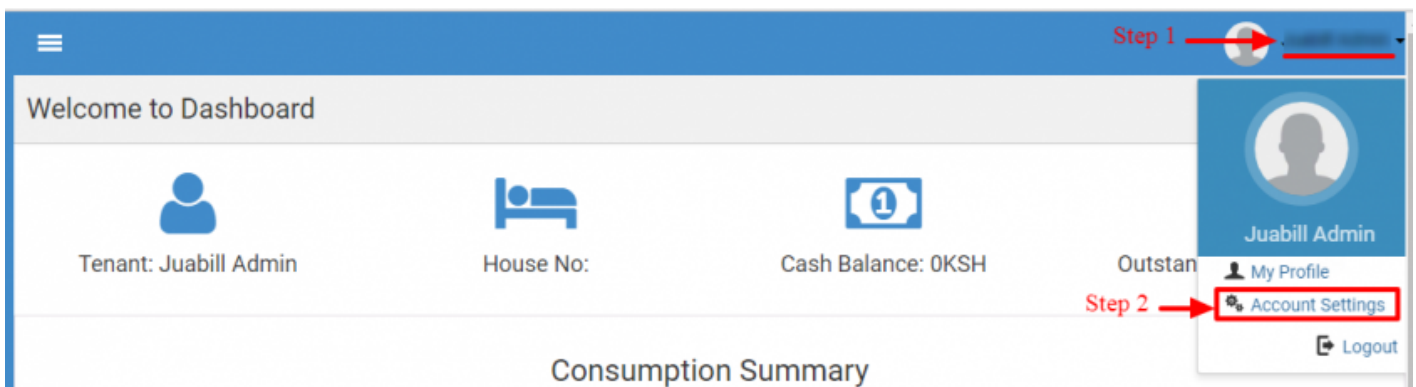 Step 1
Welcome to Dashboard
Juabill Admin
Tenant: Juabill Admin
House No:
Cash Balance: 0KSH
Outstan
My Profile
Step 2
Account Settings
Logout
Consumption Summary